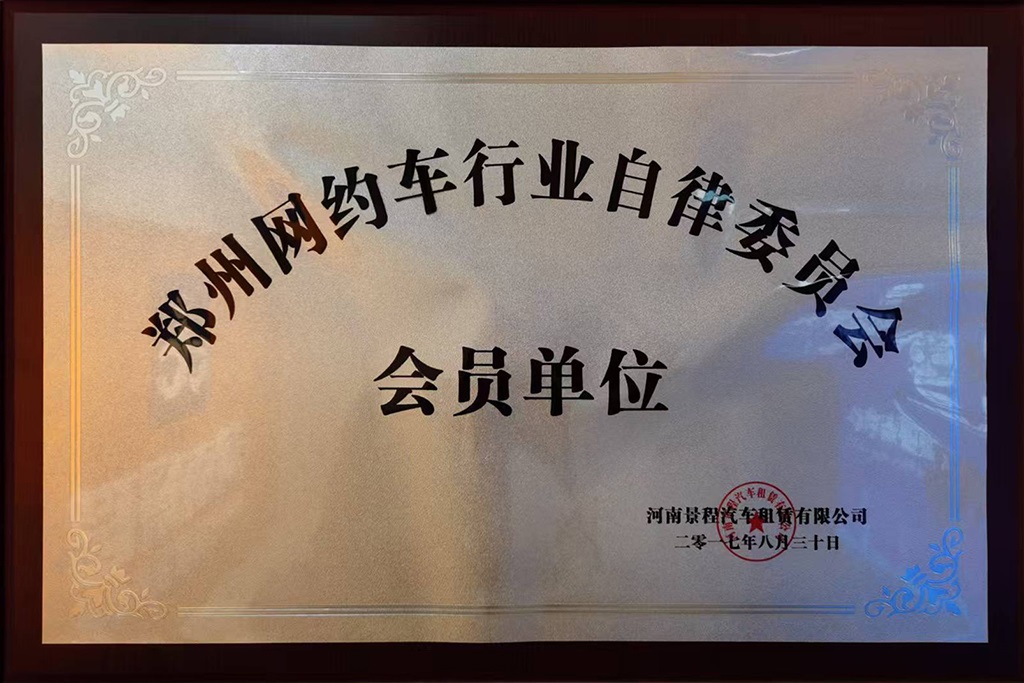 郑州网约车行业自律委员会
会员单位
河南景程汽车租赁有限公司
二零一七年八月三十日